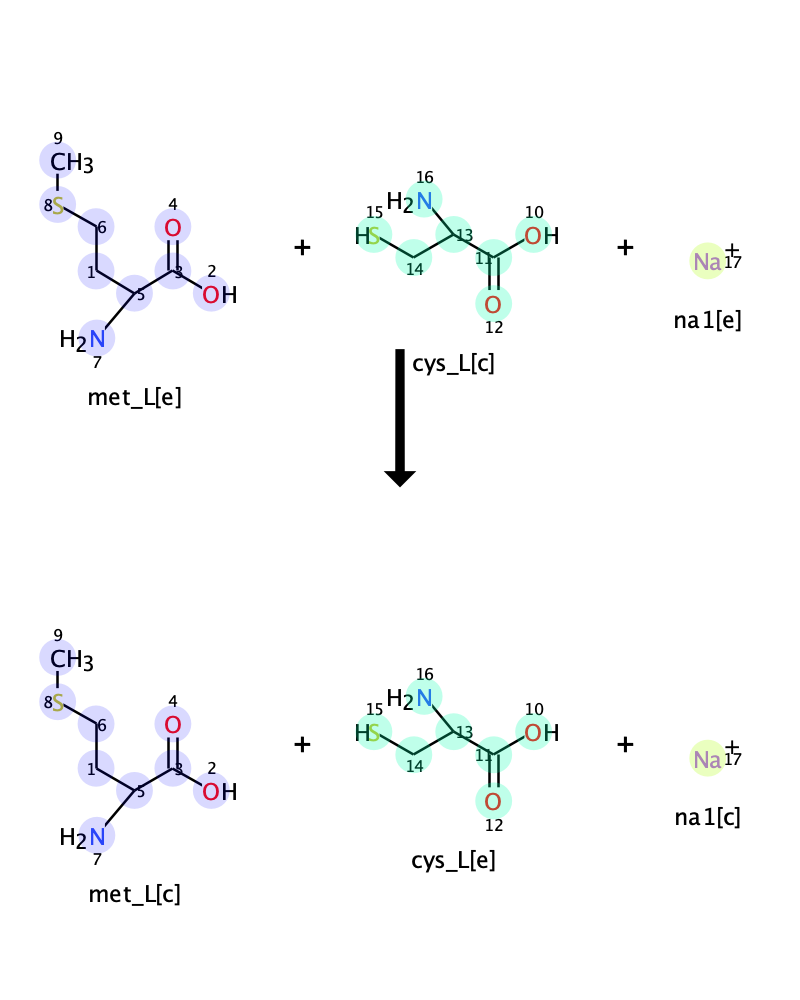 9
CH3
8 S
6
4
O
1
3
2
OH
5
H2N
7
met_L[e]
+
16
H2N
15
HS
13
10
OH
14
11
O
12
cys_L[c]
+
Na+
17
na1[e]
9
CH3
8 S
6
4
O
1
3
2
OH
5
H2N
7
met_L[c]
+
16
H2N
15
HS
13
10
OH
14
11
O
12
cys_L[e]
+
Na+
17
na1[c]